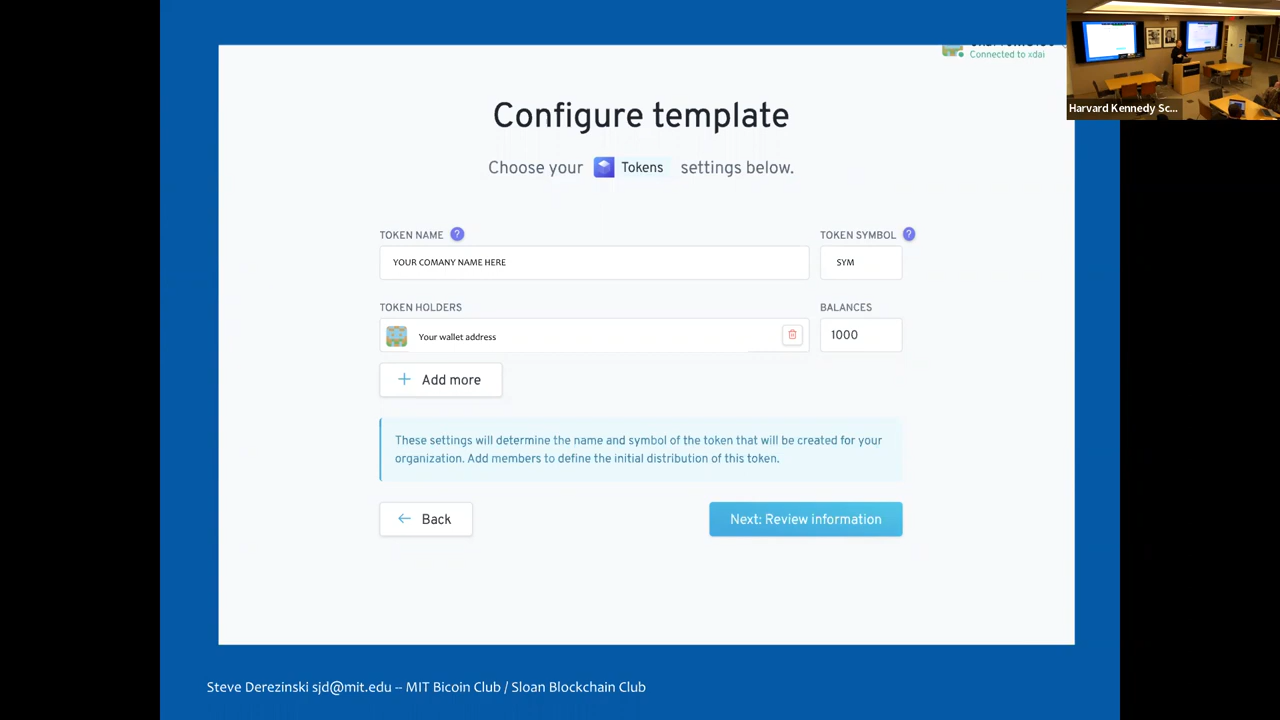 Connected to xdai
Harvard Kennedy Sc...
Configure template
Choose your Tokens settings below.
TOKEN NAME ? TOKEN SYMBOL ?
YOUR COMANY NAME HERE SYM
TOKEN HOLDERS BALANCES
Your wallet address 1000
+ Add more
These settings will determine the name and symbol of the token that will be created for your
organization. Add members to define the initial distribution of this token.
← Back Next: Review information
Steve Derezinski sjd@mit.edu – MIT Bicoin Club / Sloan Blockchain Club